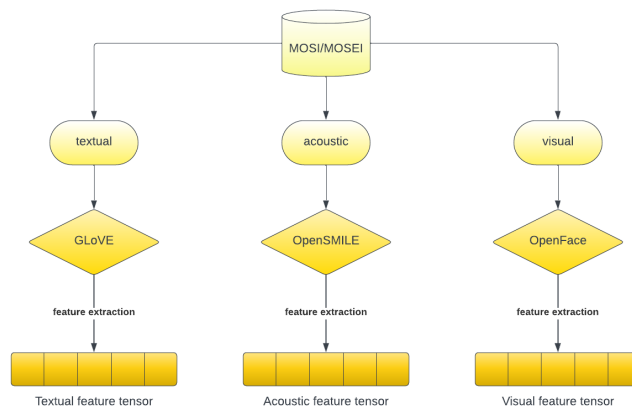 MOSI/MOSEI
textual
acoustic
visual
GLoVE
OpenSMILE
OpenFace
feature extraction
feature extraction
feature extraction
Textual feature tensor
Acoustic feature tensor
Visual feature tensor